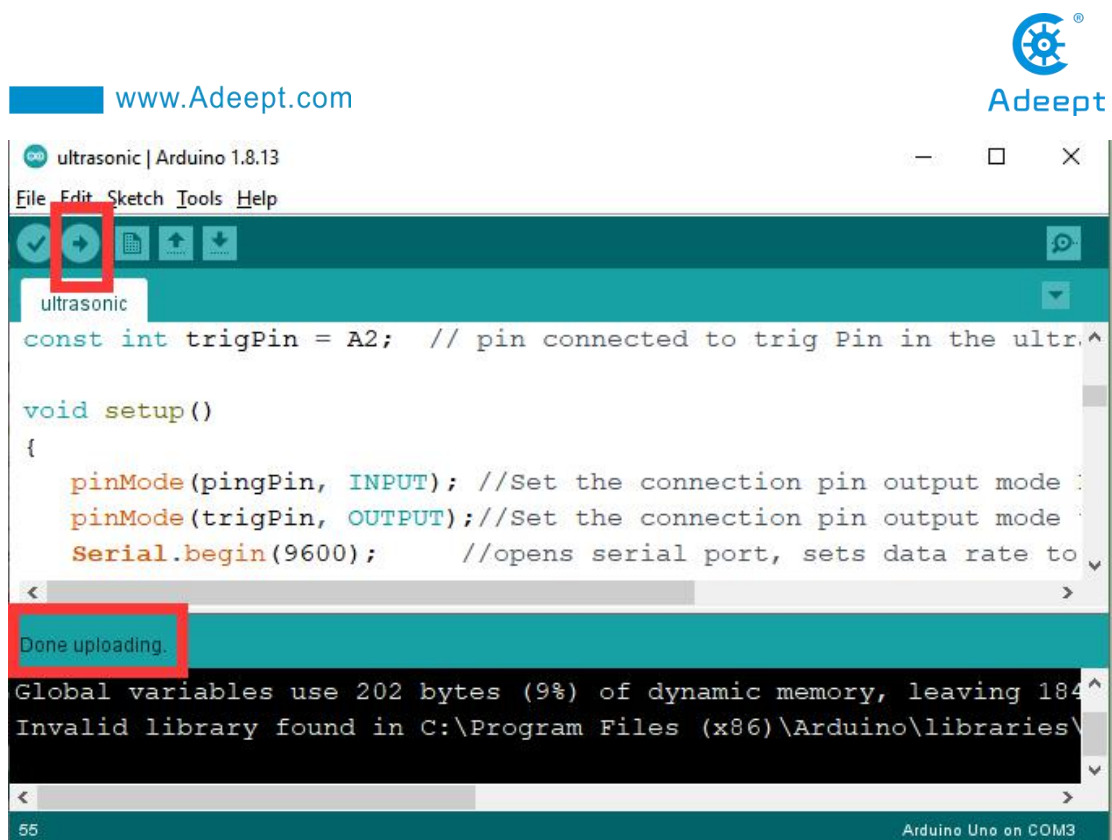 ®
www.Adeept.com
Adeept
ultrasonic | Arduino 1.8.13
File Edit Sketch Tools Help
ultrasonic
const int trigPin = A2;  // pin connected to trig Pin in the ultr
void setup()
{
pinMode(pingPin, INPUT); //Set the connection pin output mode
pinMode(trigPin, OUTPUT);//Set the connection pin output mode
Serial.begin(9600);     //opens serial port, sets data rate to
Done uploading.
Global variables use 202 bytes (9%) of dynamic memory, leaving 184
Invalid library found in C:\Program Files (x86)\Arduino\libraries\
55
Arduino Uno on COM3